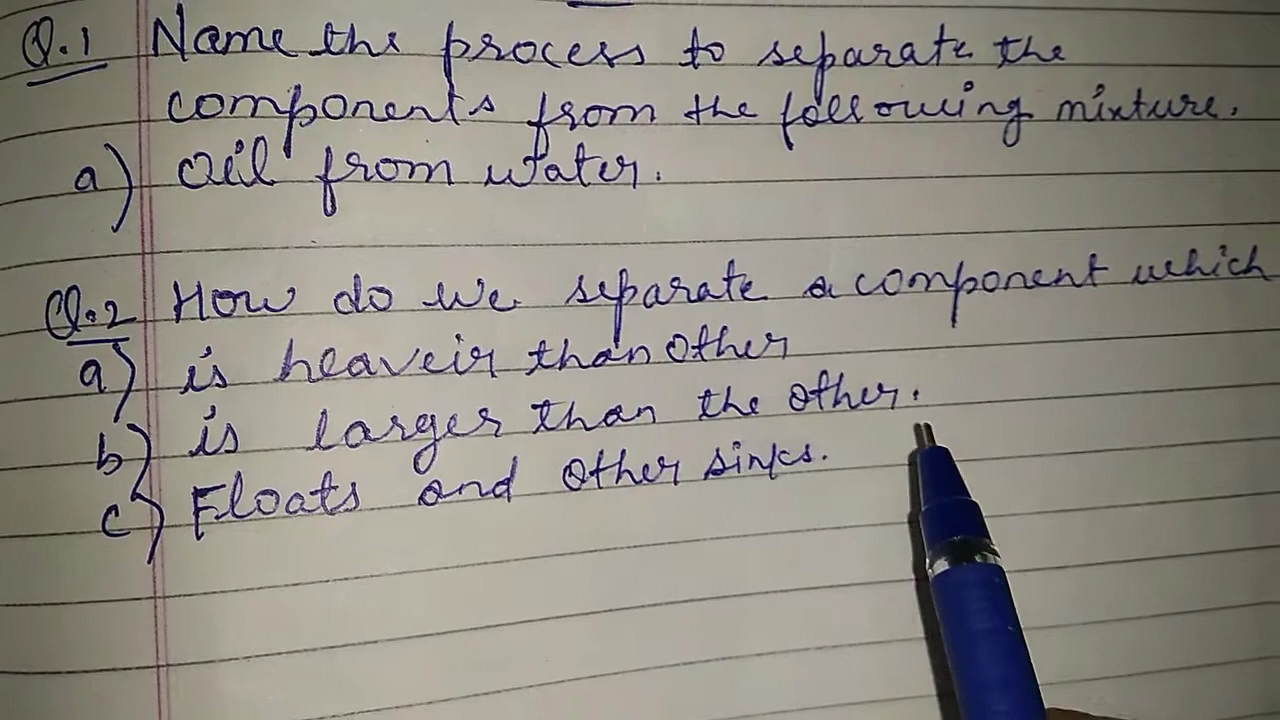 Q.1 Name the process to separate the
components from the following mixture.
a) Oil from water.
Q.2 How do we separate a component which
a) is heaveir than other
b) is larger than the other.
c) Floats and other sinks.